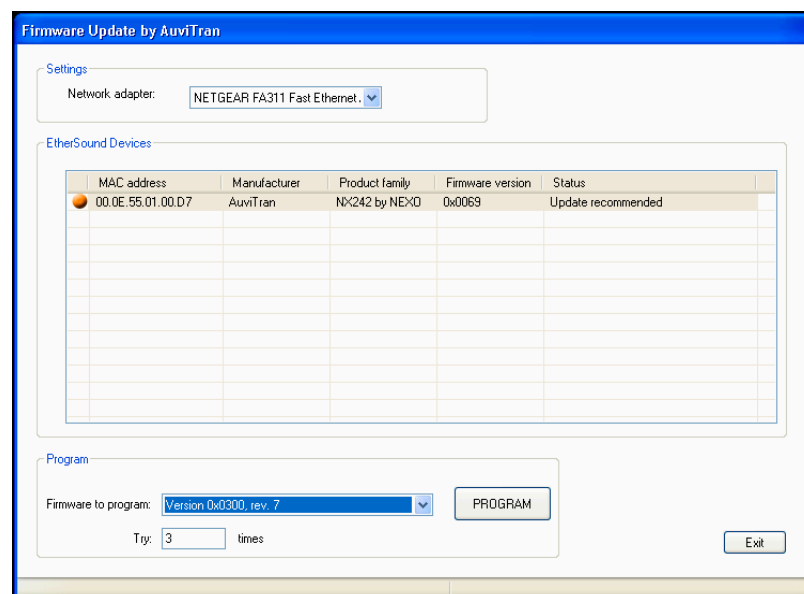 Firmware Update by AuviTran
Settings
Network adapter: NETGEAR FA311 Fast Ethernet.
EtherSound Devices
MAC address Manufacturer Product family Firmware version Status
00.0E.55.01.00.D7 AuviTran NX242 by NEXO 0x0069 Update recommended
Program
Firmware to program: Version 0x0300, rev. 7 PROGRAM
Try: 3 times
Exit